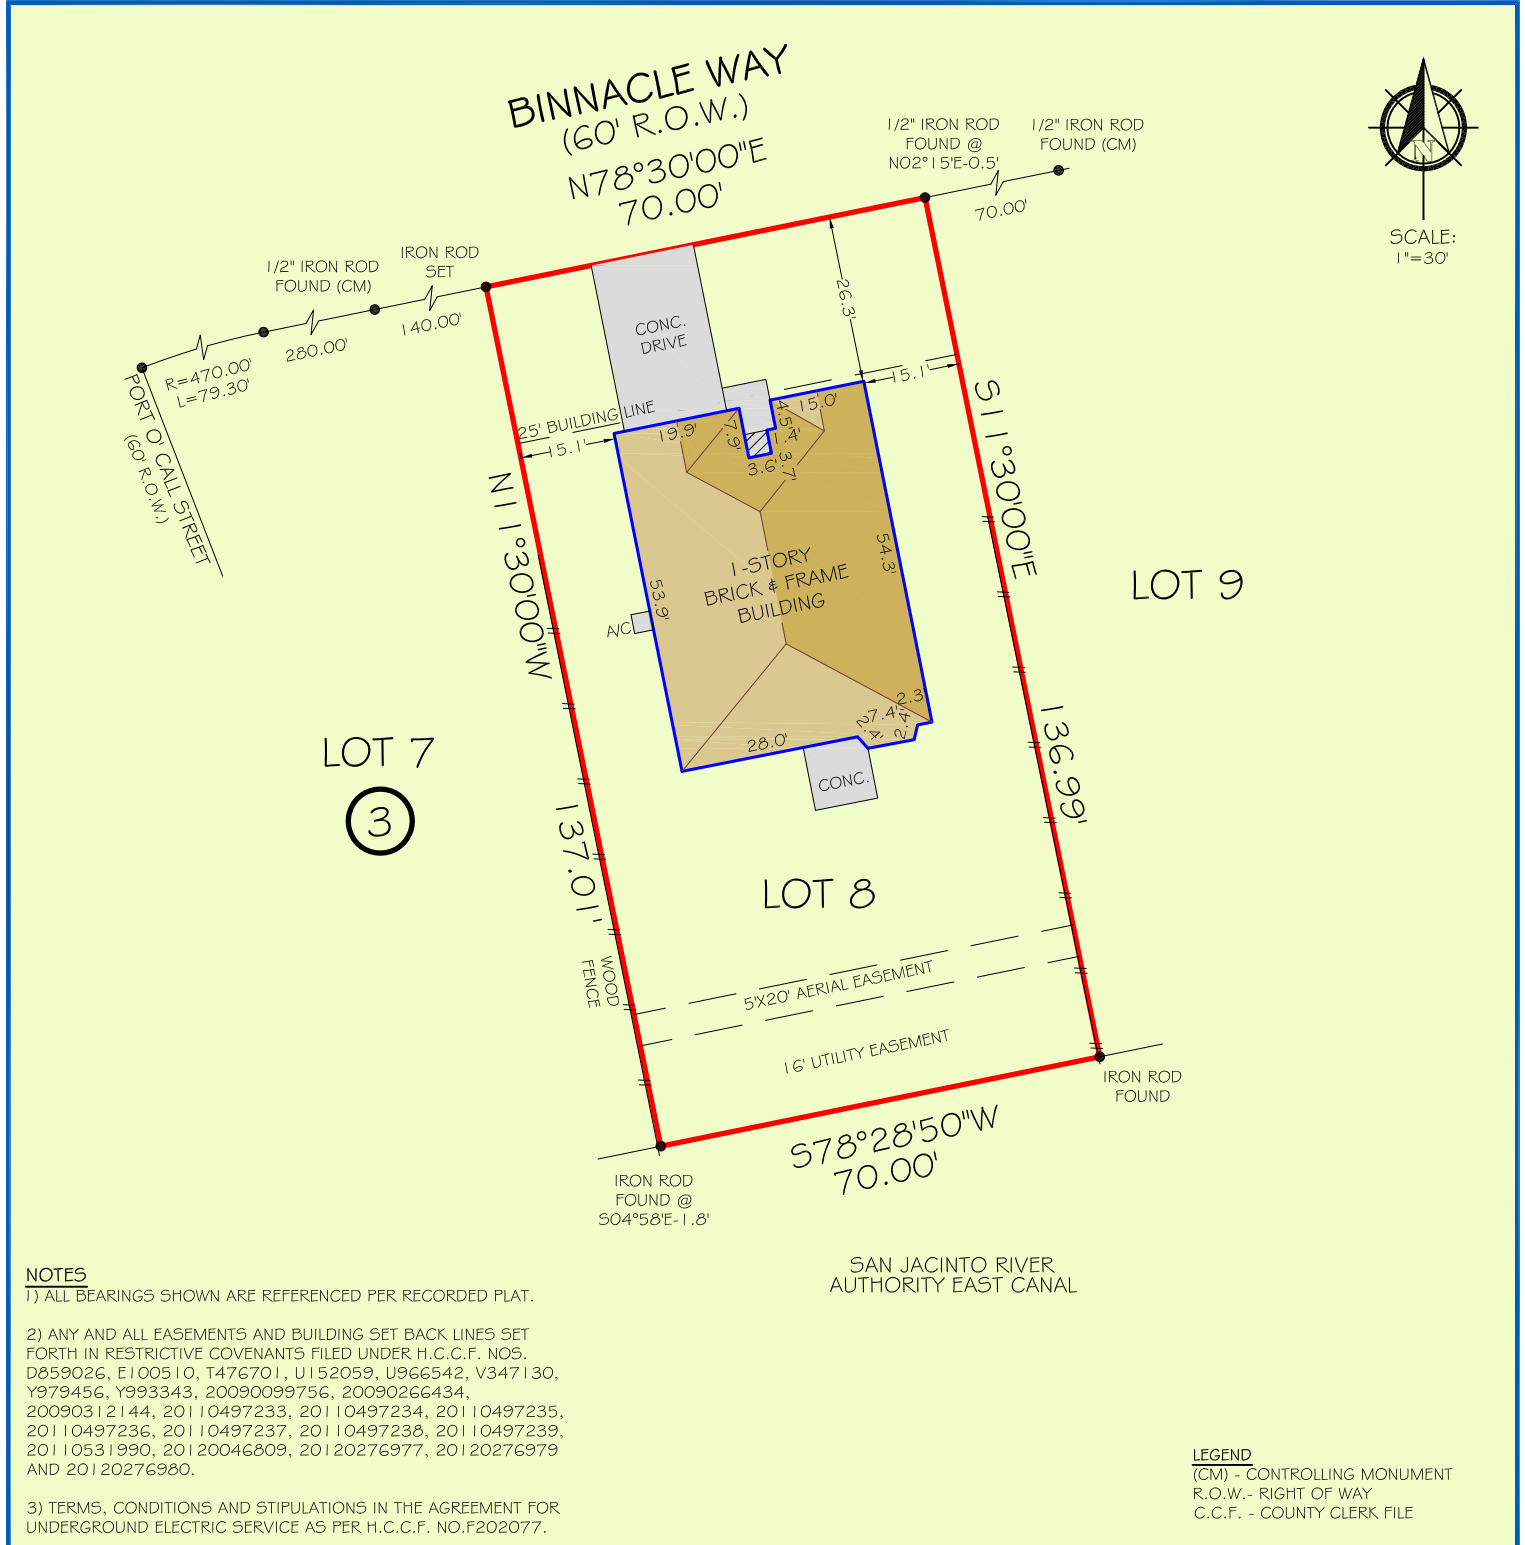 BINNACLE WAY
(60' R.O.W.)
N78°30'00"E
70.00'
1/2" IRON ROD
FOUND @
N02°15'E-0.5'
1/2" IRON ROD
FOUND (CM)
70.00'
N
SCALE:
1"=30'
IRON ROD
SET
1/2" IRON ROD
FOUND (CM)
140.00'
280.00'
R=470.00'
L=79.30'
PORT O' CALL STREET
(60' R.O.W.)
CONC.
DRIVE
26.3'
15.1'
25' BUILDING LINE
15.1'
19.9'
7.9'
4.5'
15.0'
1.4'
3.6'
3.7'
N11°30'00"W
S11°30'00"E
54.3'
1-STORY
BRICK & FRAME
BUILDING
53.9'
A/C
LOT 9
2.3'
7.4'
2.4'
2.4'
28.0'
CONC.
136.99'
LOT 7
3
137.01'
LOT 8
WOOD
FENCE
5'X20' AERIAL EASEMENT
16' UTILITY EASEMENT
IRON ROD
FOUND
S78°28'50"W
70.00'
IRON ROD
FOUND @
S04°58'E-1.8'
SAN JACINTO RIVER
AUTHORITY EAST CANAL
NOTES
1) ALL BEARINGS SHOWN ARE REFERENCED PER RECORDED PLAT.
2) ANY AND ALL EASEMENTS AND BUILDING SET BACK LINES SET
FORTH IN RESTRICTIVE COVENANTS FILED UNDER H.C.C.F. NOS.
D859026, E100510, T476701, U152059, U966542, V347130,
Y979456, Y993343, 20090099756, 20090266434,
20090312144, 20110497233, 20110497234, 20110497235,
20110497236, 20110497237, 20110497238, 20110497239,
20110531990, 20120046809, 20120276977, 20120276979
AND 20120276980.
3) TERMS, CONDITIONS AND STIPULATIONS IN THE AGREEMENT FOR
UNDERGROUND ELECTRIC SERVICE AS PER H.C.C.F. NO.F202077.
LEGEND
(CM) - CONTROLLING MONUMENT
R.O.W.- RIGHT OF WAY
C.C.F. - COUNTY CLERK FILE